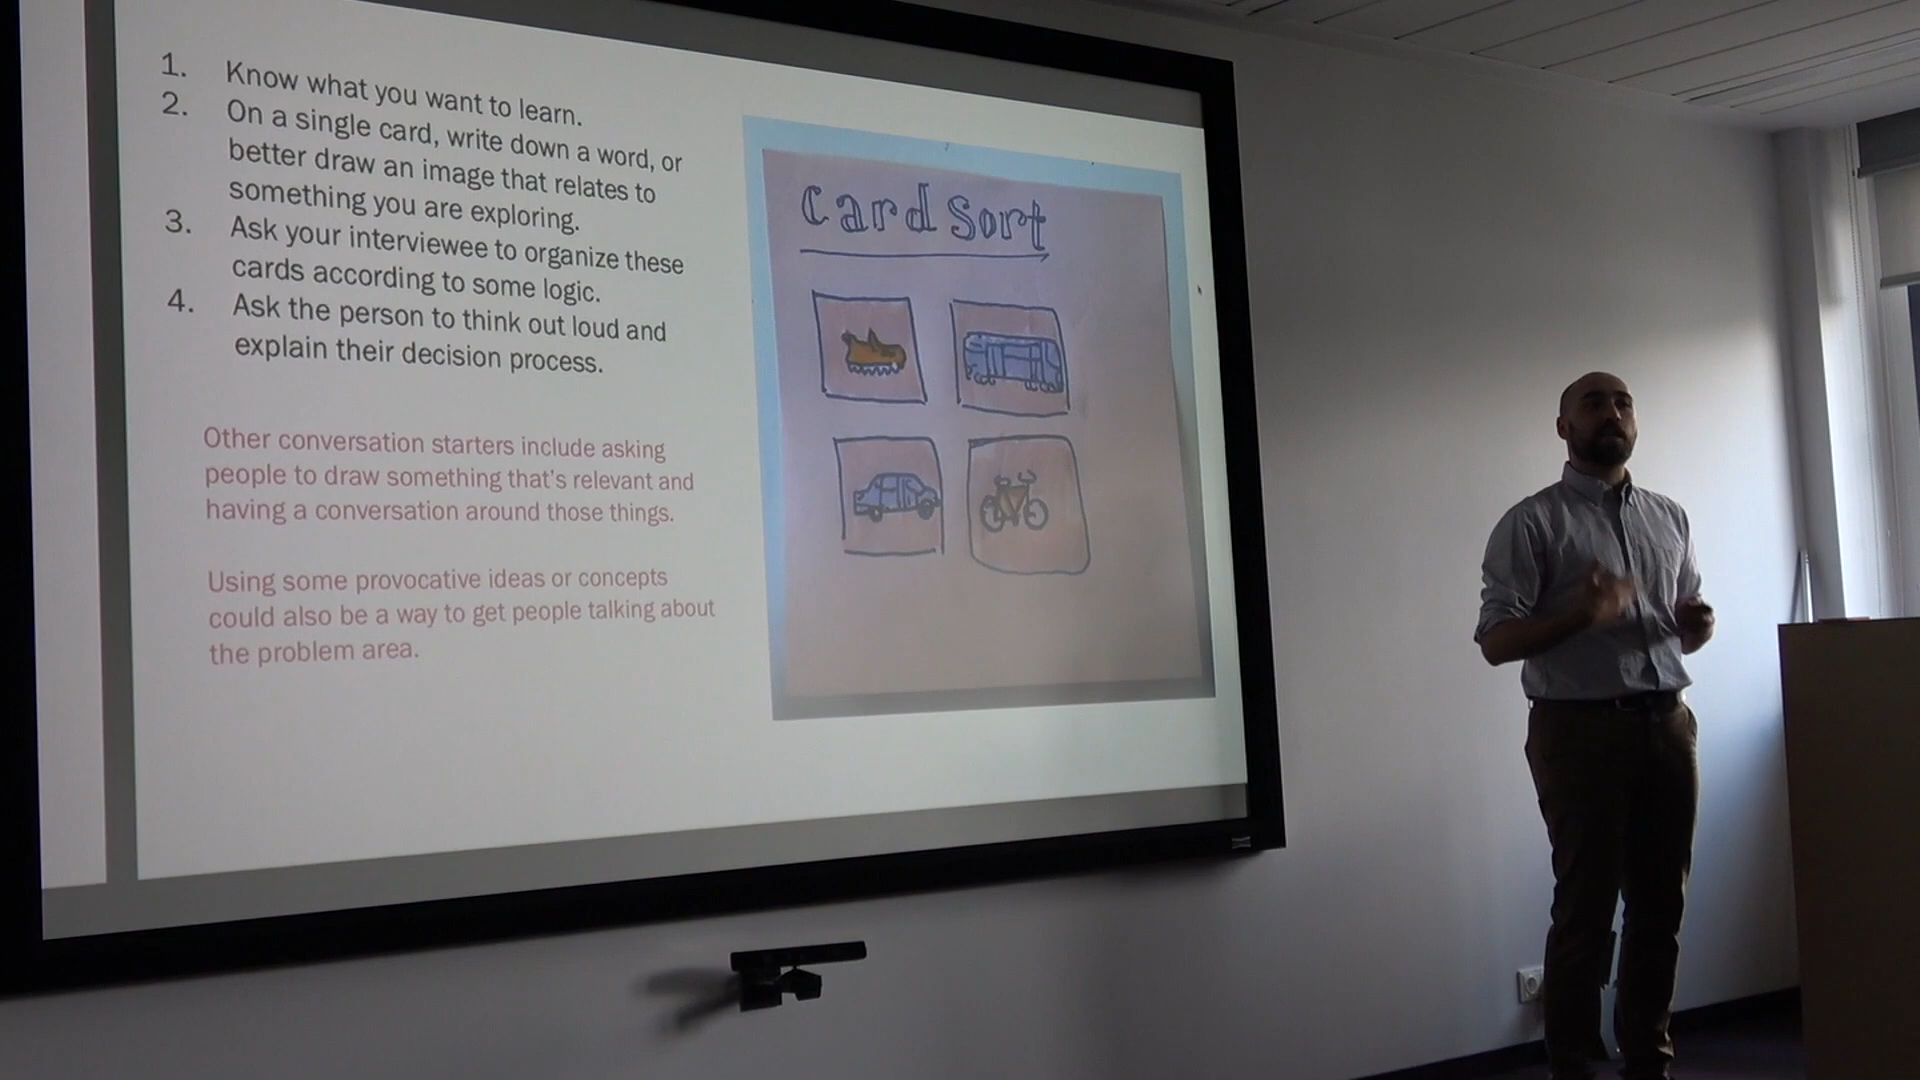 1. Know what you want to learn.
2. On a single card, write down a word, or
better draw an image that relates to
something you are exploring.
3. Ask your interviewee to organize these
cards according to some logic.
4. Ask the person to think out loud and
explain their decision process.
Other conversation starters include asking
people to draw something that's relevant and
having a conversation around those things.
Using some provocative ideas or concepts
could also be a way to get people talking about
the problem area.
Card Sort